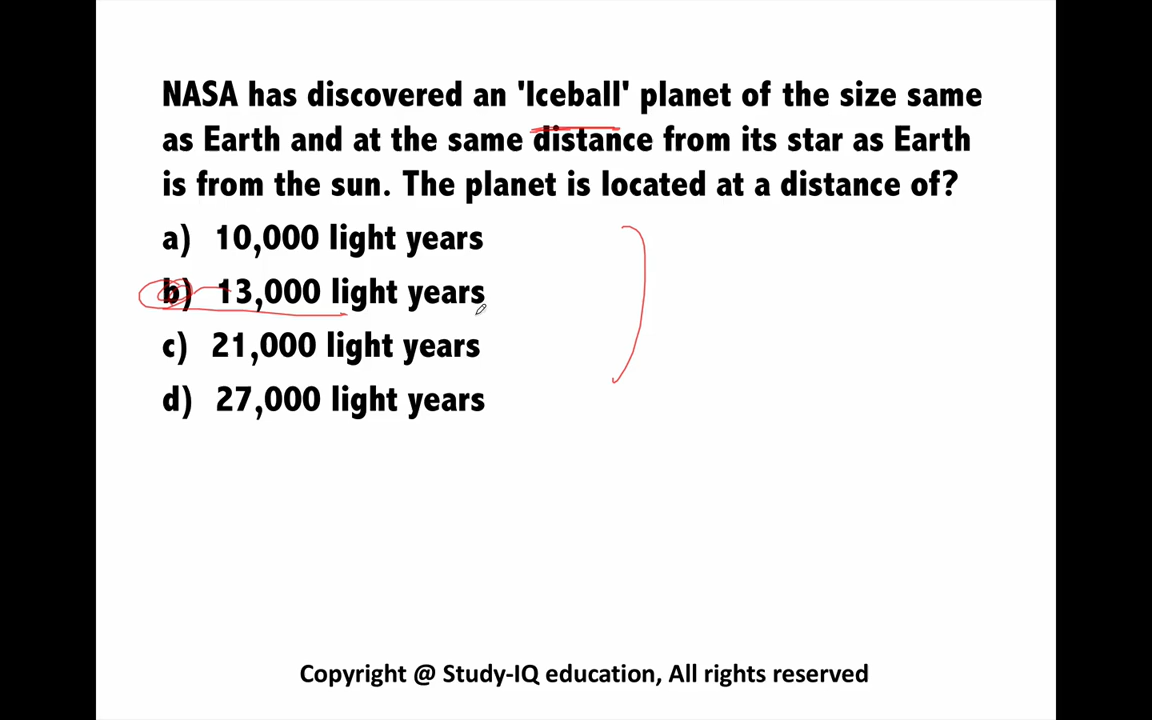 NASA has discovered an 'Iceball' planet of the size same
as Earth and at the same distance from its star as Earth
is from the sun. The planet is located at a distance of?
a) 10,000 light years
b) 13,000 light years
c) 21,000 light years
d) 27,000 light years
Copyright @ Study-IQ education, All rights reserved